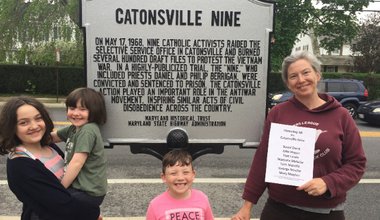 CATONSVILLE NINE
ON MAY 17, 1968, NINE CATHOLIC ACTIVISTS RAIDED THE
SELECTIVE SERVICE OFFICE IN CATONSVILLE AND BURNED
SEVERAL HUNDRED DRAFT FILES TO PROTEST THE VIETNAM
WAR. IN A HIGHLY-PUBLICIZED TRIAL, THE "NINE," WHO
INCLUDED PRIESTS DANIEL AND PHILIP BERRIGAN, WERE
CONVICTED AND SENTENCED TO PRISON. THE CATONSVILLE
ACTION PLAYED AN IMPORTANT ROLE IN THE ANTIWAR
MOVEMENT, INSPIRING SIMILAR ACTS OF CIVIL
DISOBEDIENCE ACROSS THE COUNTRY.
MARYLAND HISTORICAL TRUST
MARYLAND STATE HIGHWAY ADMINISTRATION
PEACE